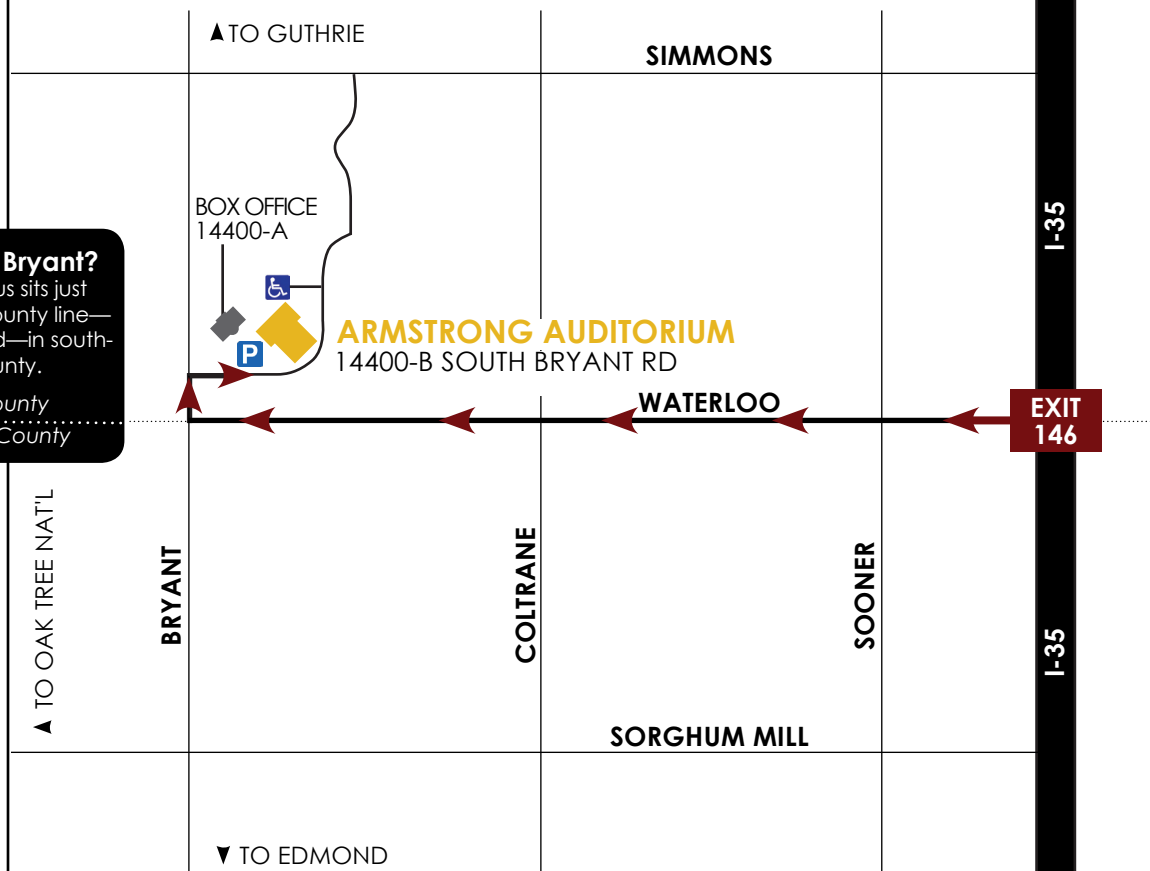 TO GUTHRIE
SIMMONS
BOX OFFICE
14400-A
I-35
Bryant?
us sits just
ounty line—
d—in south-
unty.
ounty
County
P
ARMSTRONG AUDITORIUM
14400-B SOUTH BRYANT RD
WATERLOO
EXIT
146
TO OAK TREE NAT'L
BRYANT
COLTRANE
SOONER
I-35
SORGHUM MILL
TO EDMOND